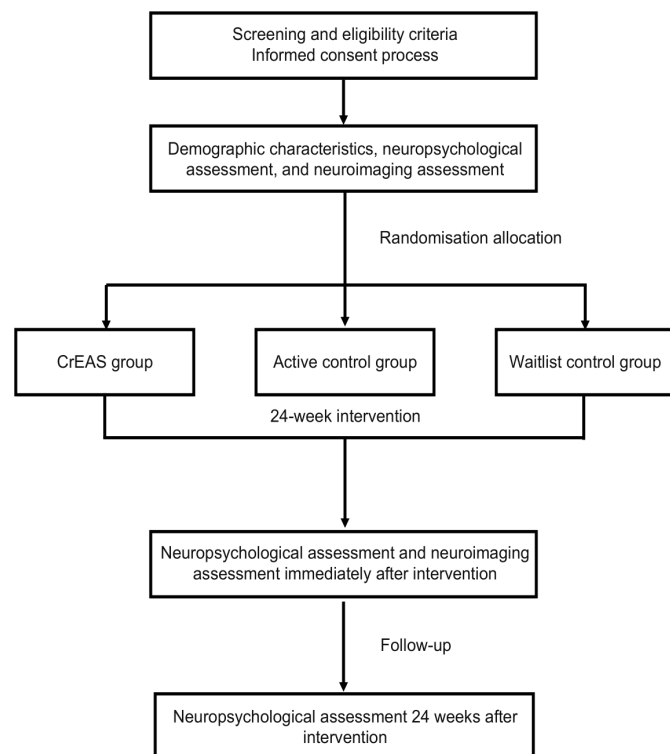 Screening and eligibility criteria
Informed consent process
Demographic characteristics, neuropsychological
assessment, and neuroimaging assessment
Randomisation allocation
CrEAS group
Active control group
Waitlist control group
24-week intervention
Neuropsychological assessment and neuroimaging
assessment immediately after intervention
Follow-up
Neuropsychological assessment 24 weeks after
intervention